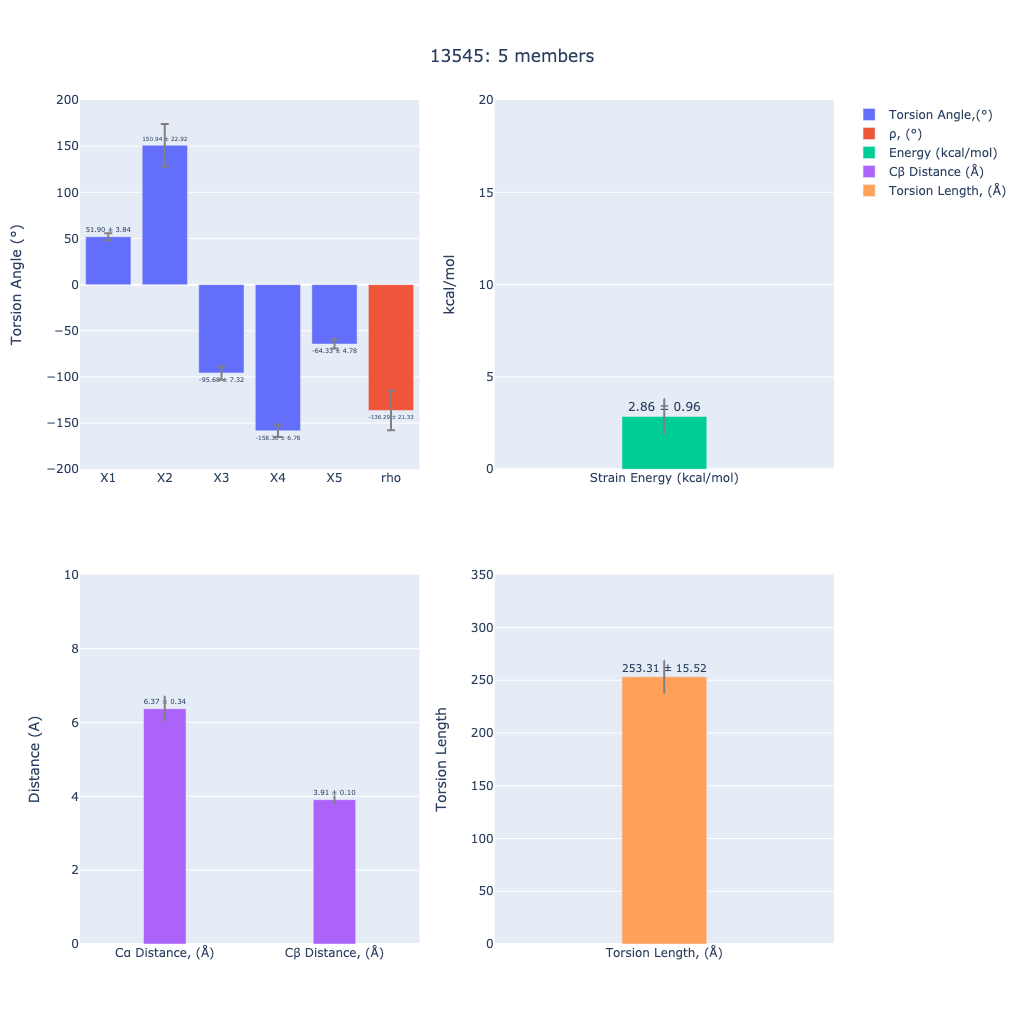 13545: 5 members
Torsion Angle (°)
200
150
100
50
0
−50
−100
−150
−200
51.90 ± 3.84
150.94 ± 22.92
-95.68 ± 7.32
± 6.76
-64.33 ± 4.78
-136.29 ± 21.33
X1 X2 X3 X4 X5 rho
kcal/mol
20
15
10
5
0
2.86 ± 0.96
Strain Energy (kcal/mol)
Torsion Angle,(°)
ρ, (°)
Energy (kcal/mol)
Cβ Distance (Å)
Torsion Length, (Å)
Distance (A)
10
8
6
4
2
0
6.37 ± 0.34
3.91 ± 0.10
Cα Distance, (Å) Cβ Distance, (Å)
Torsion Length
350
300
250
200
150
100
50
0
253.31 ± 15.52
Torsion Length, (Å)